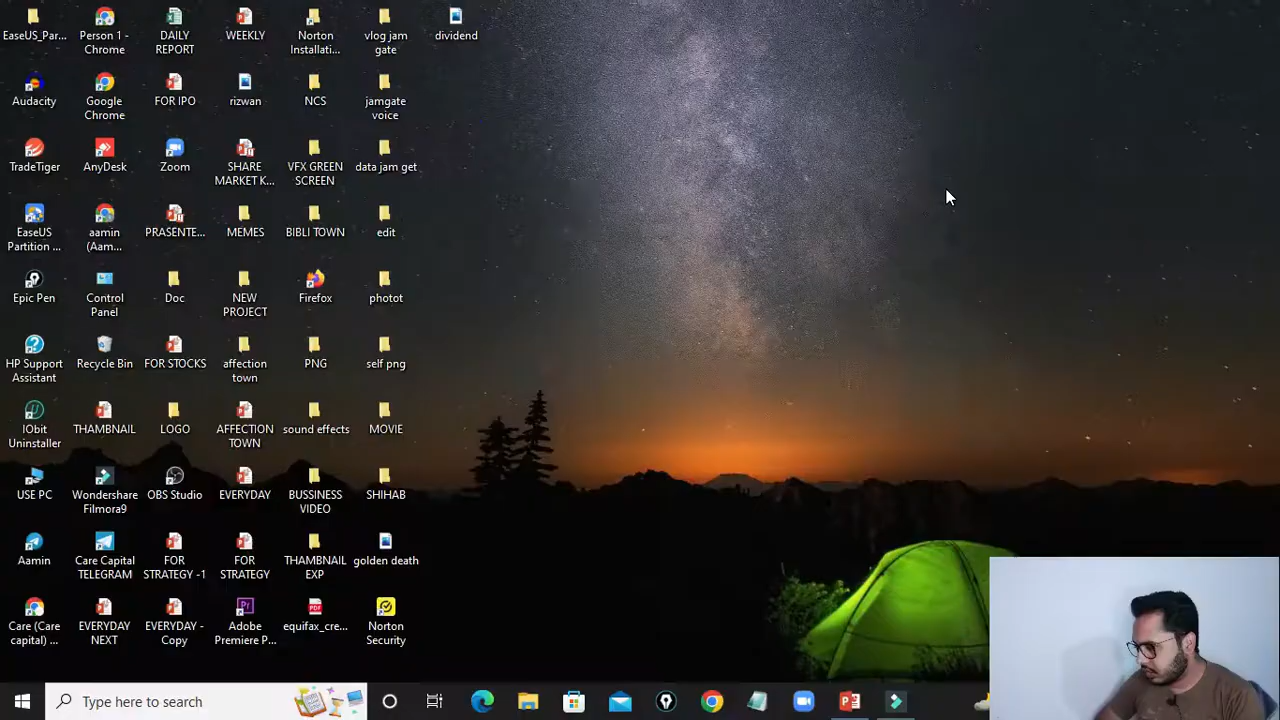 EaseUS_Par...
Person 1 -
Chrome
DAILY
REPORT
WEEKLY
Norton
Installati...
vlog jam
gate
dividend
Audacity
Google
Chrome
FOR IPO
rizwan
NCS
jamgate
voice
TradeTiger
AnyDesk
Zoom
SHARE
MARKET K...
VFX GREEN
SCREEN
data jam get
EaseUS
Partition ...
aamin
(Aam...
PRASENTE...
MEMES
BIBLI TOWN
edit
Epic Pen
Control
Panel
Doc
NEW
PROJECT
Firefox
photot
HP Support
Assistant
Recycle Bin
FOR STOCKS
affection
town
PNG
self png
IObit
Uninstaller
THAMBNAIL
LOGO
AFFECTION
TOWN
sound effects
MOVIE
USE PC
Wondershare
Filmora9
OBS Studio
EVERYDAY
BUSSINESS
VIDEO
SHIHAB
Aamin
Care Capital
TELEGRAM
FOR
STRATEGY -1
FOR
STRATEGY
THAMBNAIL
EXP
golden death
Care (Care
capital) ...
EVERYDAY
NEXT
EVERYDAY -
Copy
Adobe
Premiere P...
equifax_cre...
Norton
Security
Type here to search